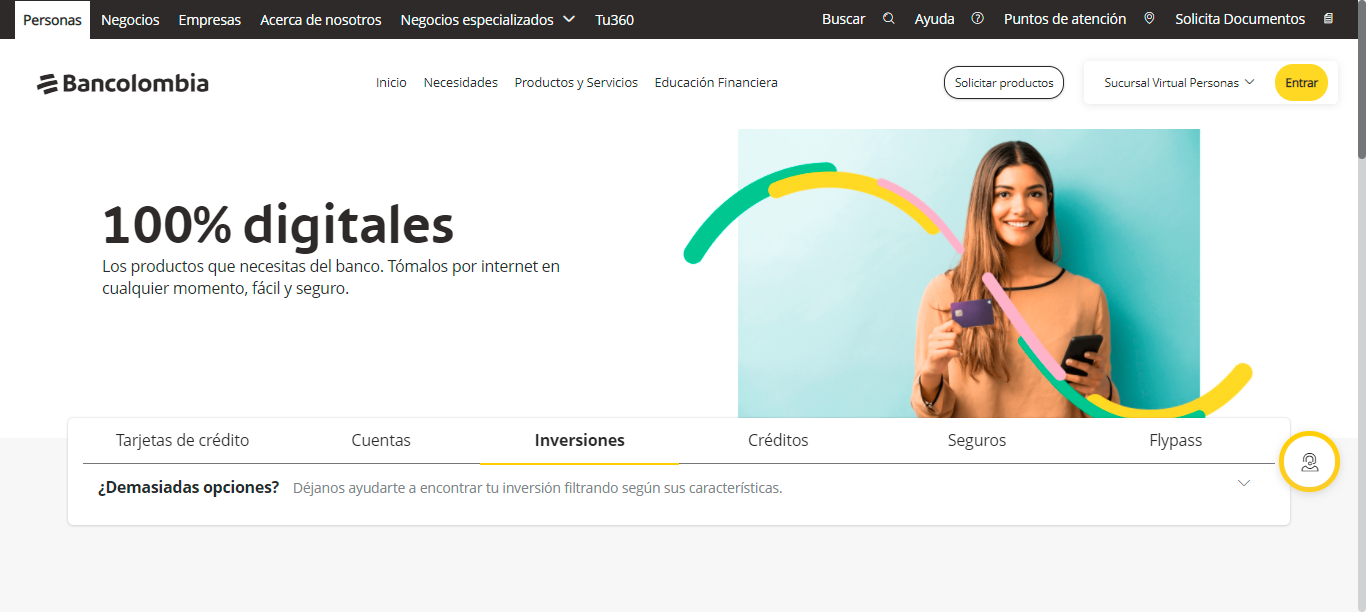 Personas Negocios Empresas Acerca de nosotros Negocios especializados Tu360 Buscar Ayuda Puntos de atención Solicita Documentos
Bancolombia Inicio Necesidades Productos y Servicios Educación Financiera Solicitar productos Sucursal Virtual Personas Entrar
100% digitales
Los productos que necesitas del banco. Tómalos por internet en
cualquier momento, fácil y seguro.
Tarjetas de crédito Cuentas Inversiones Créditos Seguros Flypass
¿Demasiadas opciones? Déjanos ayudarte a encontrar tu inversión filtrando según sus características.